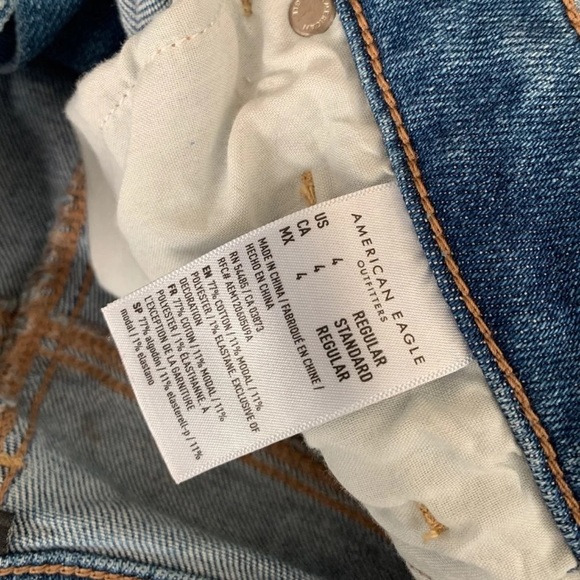 AMERICAN EAGLE
OUTFITTERS
US 4 REGULAR
CA 4 STANDARD
MX 4 REGULAR
MADE IN CHINA / FABRIQUÉ EN CHINE /
HECHO EN CHINA
RN 54485 / CA 03873
RFC# AEM1006085U0A
EN 77% COTTON / 11% MODAL / 11%
POLYESTER / 1% ELASTANE EXCLUSIVE OF
DECORATION
FR 77% COTON / 11% MODAL / 11%
POLYESTER / 1% ÉLASTHANNE. À
L'EXCEPTION DE LA GARNITURE
SP 77% algodón / 11% elasterell-p / 11%
modal / 1% elastano